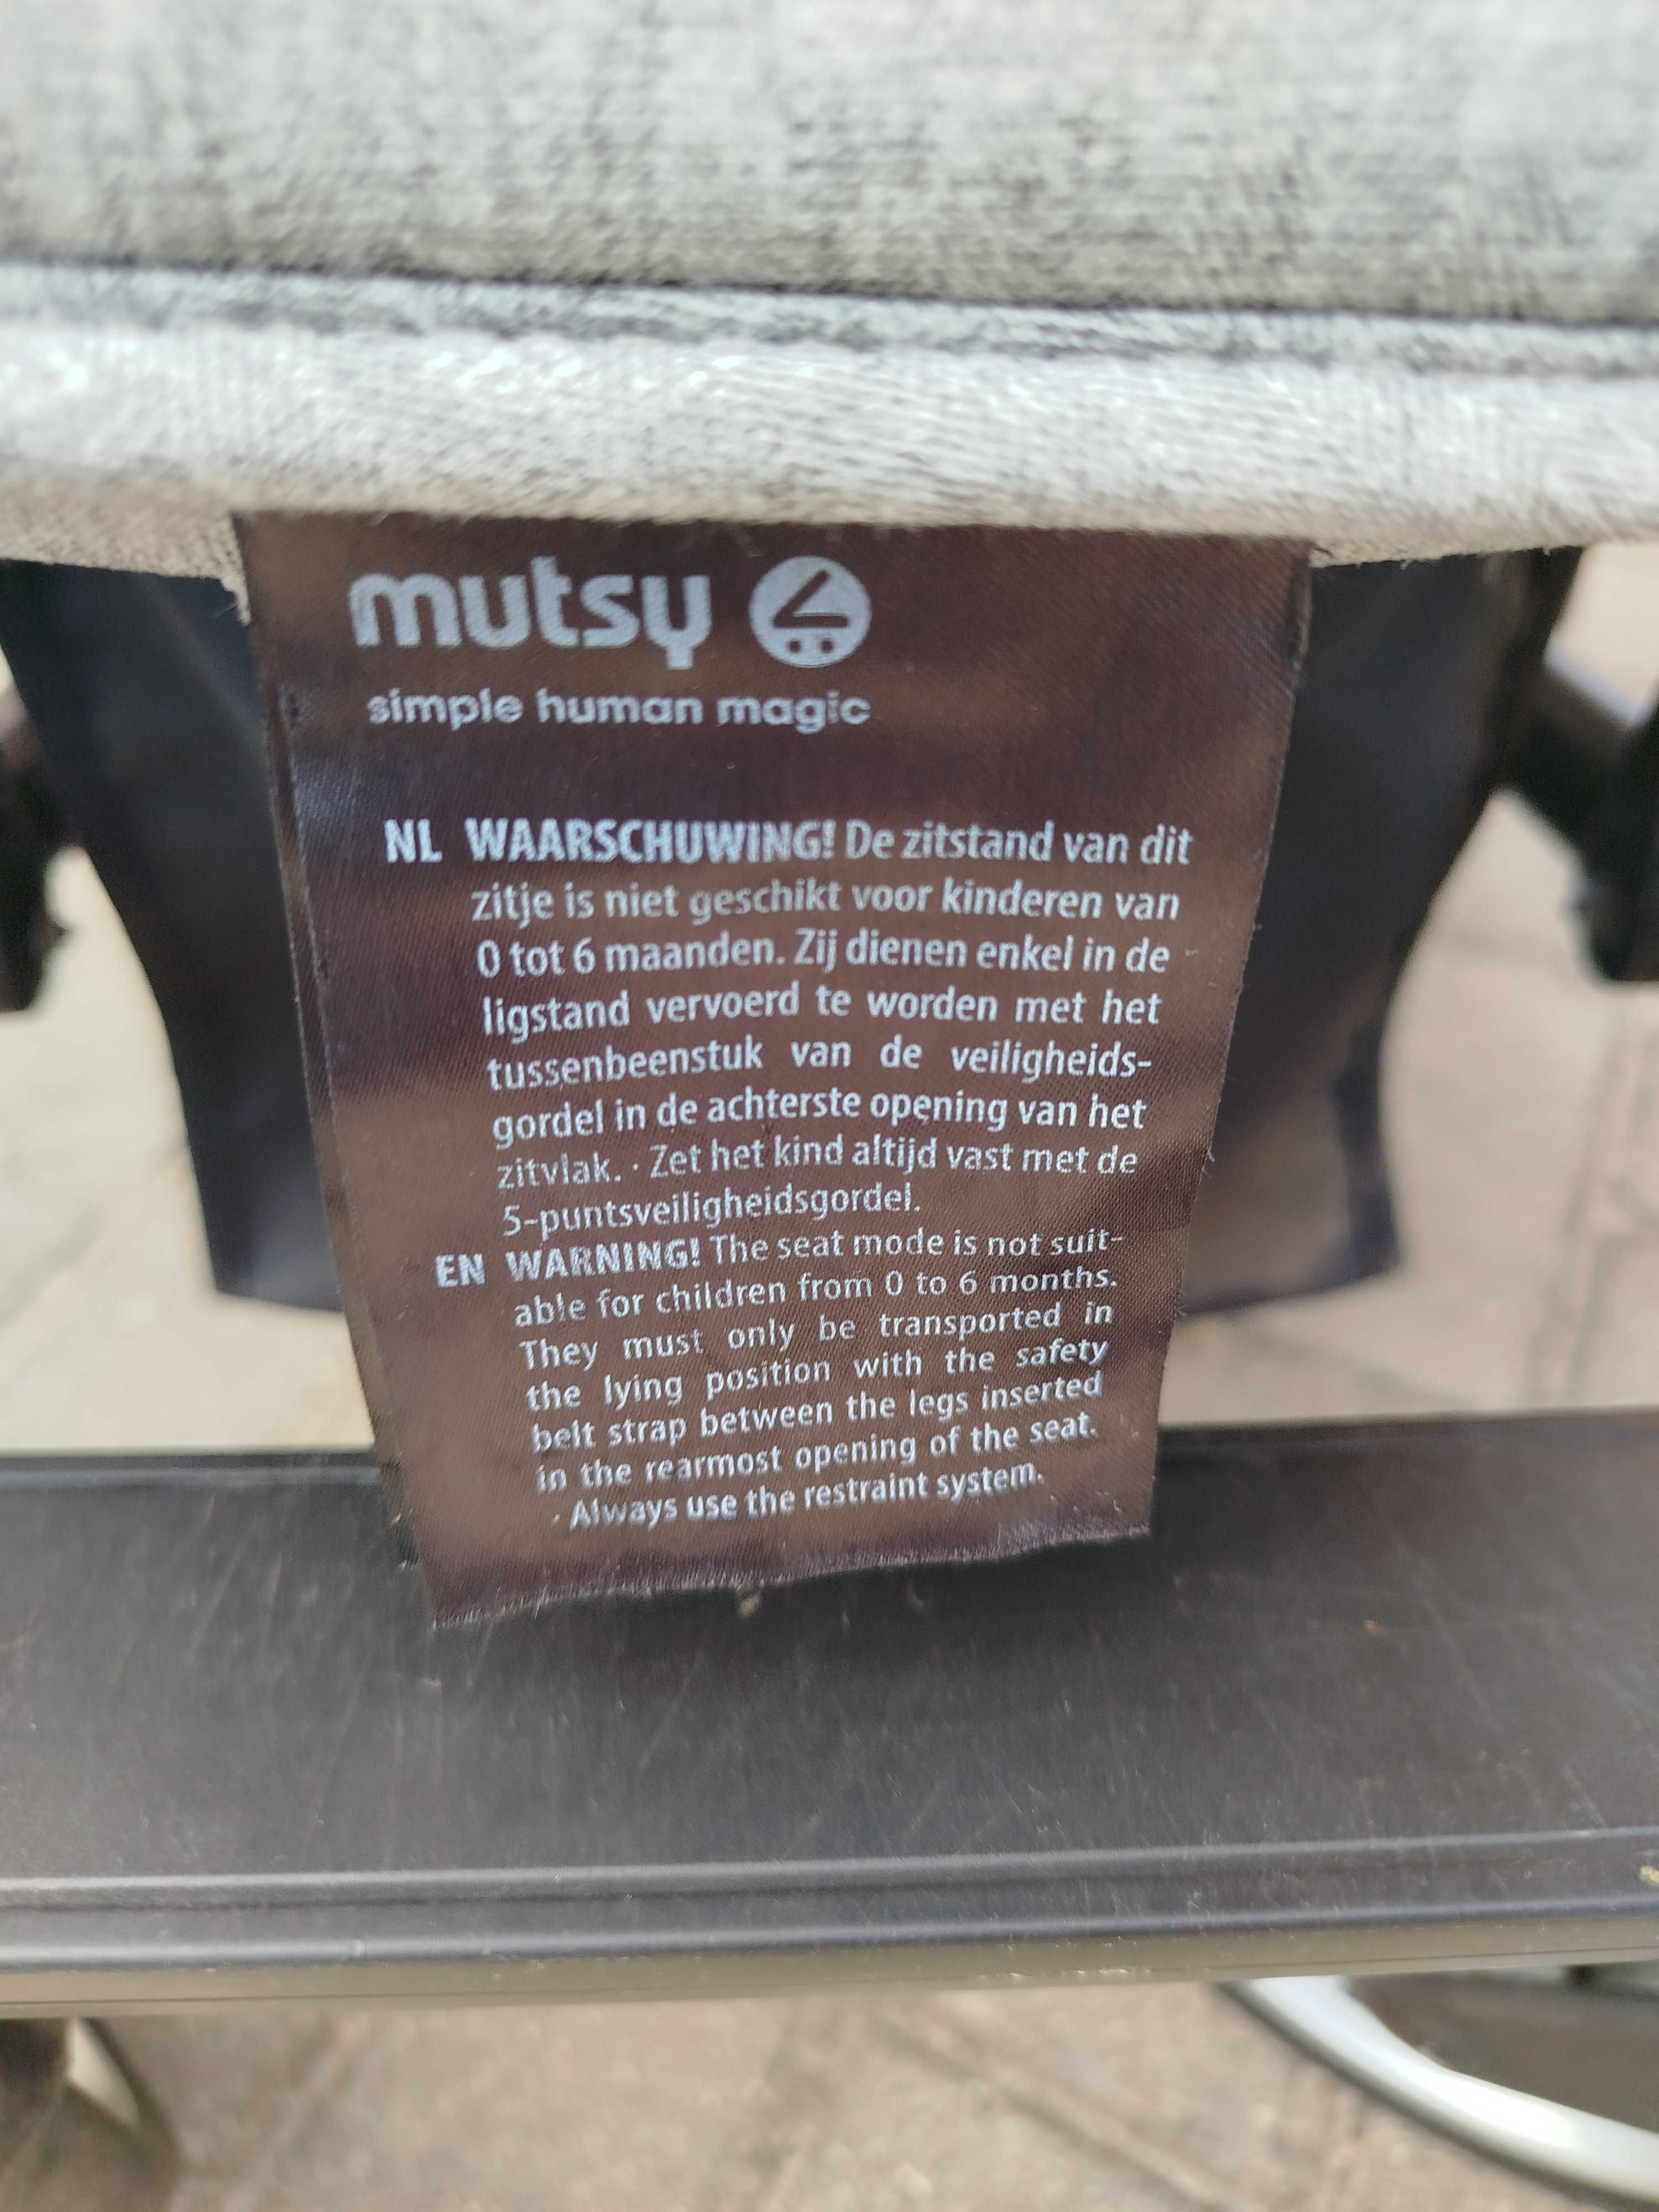 mutsy
simple human magic
NL WAARSCHUWING! De zitstand van dit
zitje is niet geschikt voor kinderen van
0 tot 6 maanden. Zij dienen enkel in de
ligstand vervoerd te worden met het
tussenbeenstuk van de veiligheids-
gordel in de achterste opening van het
zitvlak. · Zet het kind altijd vast met de
5-puntsveiligheidsgordel.
EN WARNING! The seat mode is not suit-
able for children from 0 to 6 months.
They must only be transported in
the lying position with the safety
belt strap between the legs inserted
in the rearmost opening of the seat.
· Always use the restraint system.